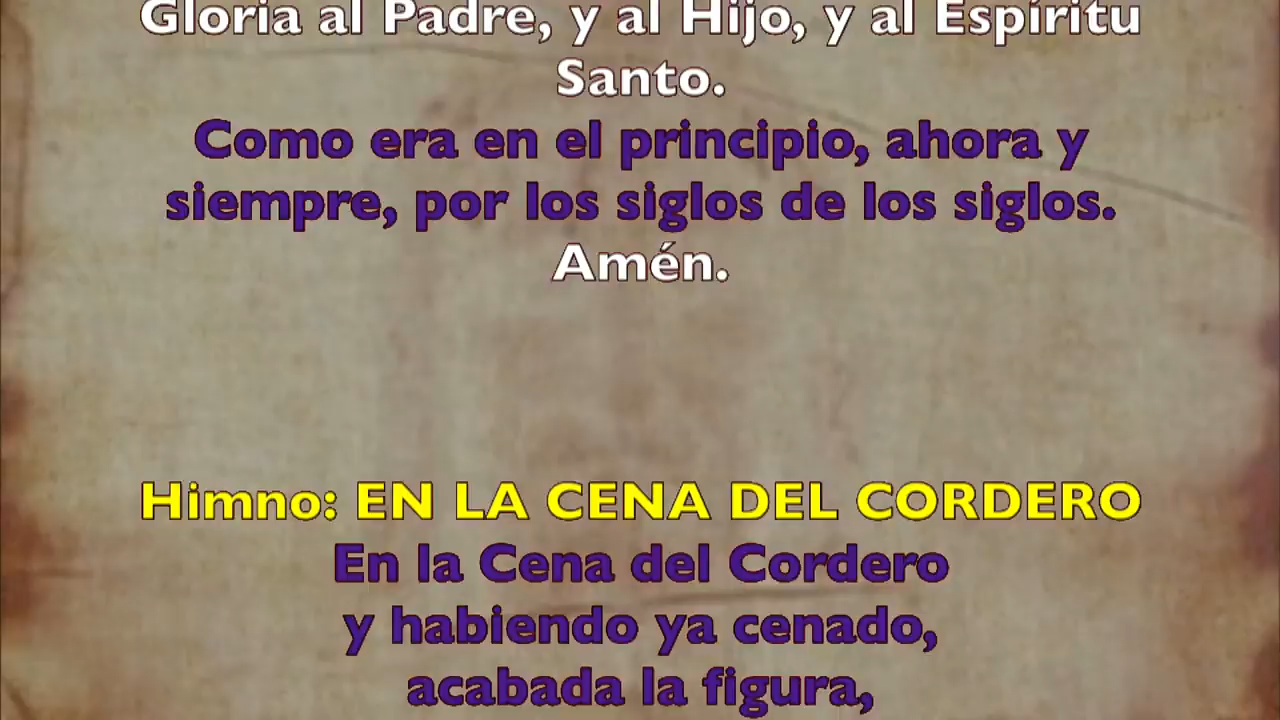 Gloria al Padre, y al Hijo, y al Espíritu
Santo.
Como era en el principio, ahora y
siempre, por los siglos de los siglos.
Amén.
Himno: EN LA CENA DEL CORDERO
En la Cena del Cordero
y habiendo ya cenado,
acabada la figura,